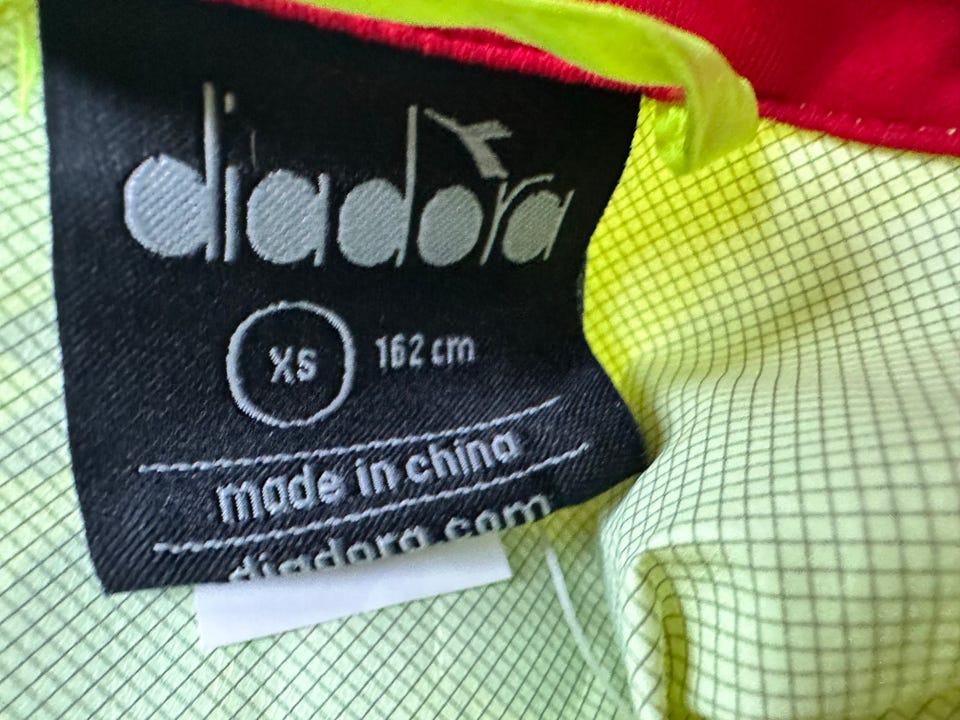 diadora
XS 162 cm
made in china
diadora.com